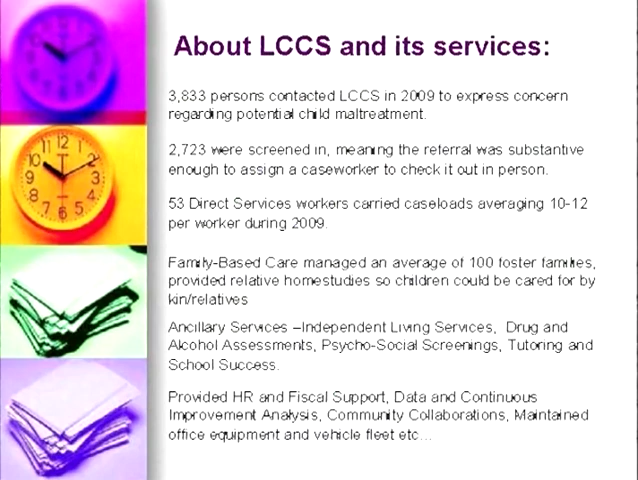 About LCCS and its services:
3,833 persons contacted LCCS in 2009 to express concern
regarding potential child maltreatment.
2,723 were screened in, meaning the referral was substantive
enough to assign a caseworker to check it out in person.
53 Direct Services workers carried caseloads averaging 10-12
per worker during 2009.
Family-Based Care managed an average of 100 foster families,
provided relative homestudies so children could be cared for by
kin/relatives
Ancillary Services –Independent Living Services, Drug and
Alcohol Assessments, Psycho-Social Screenings, Tutoring and
School Success.
Provided HR and Fiscal Support, Data and Continuous
Improvement Analysis, Community Collaborations, Maintained
office equipment and vehicle fleet etc...